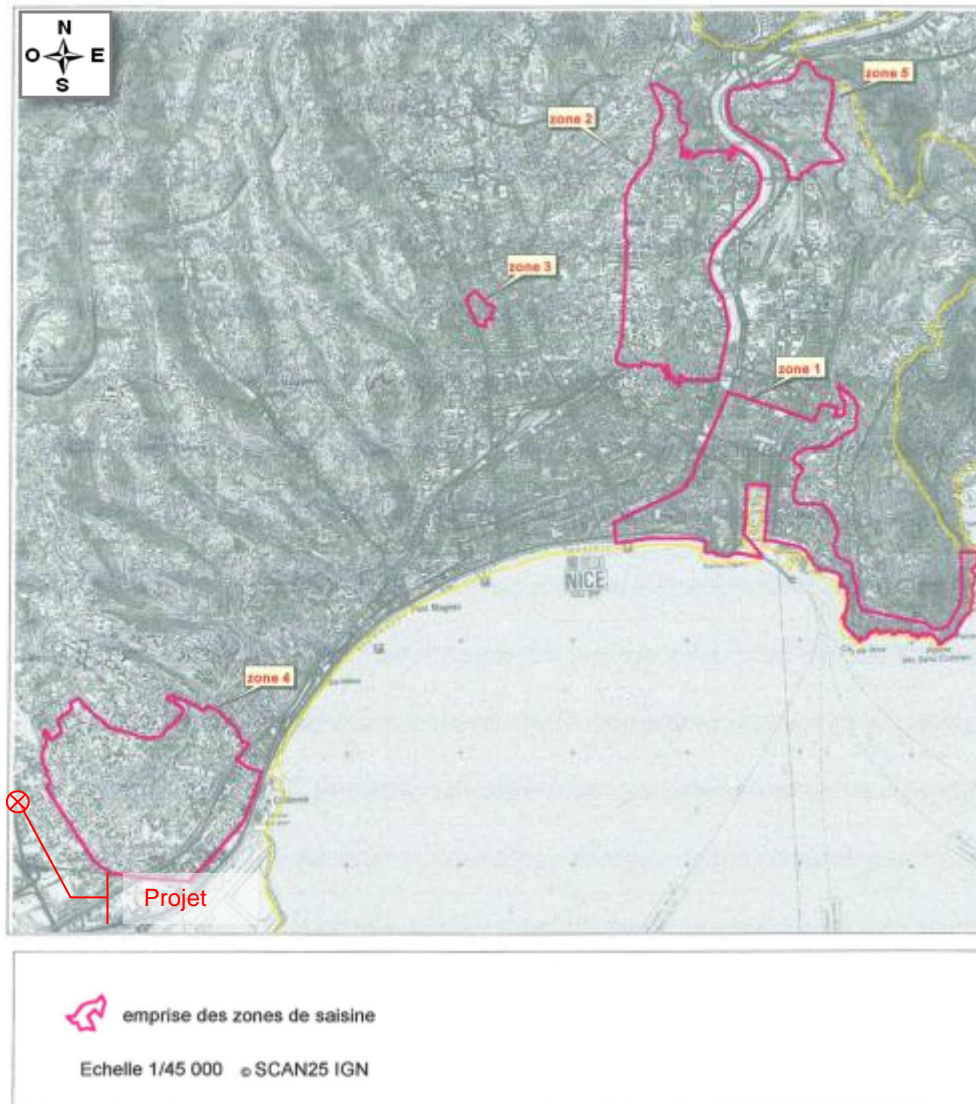 N
O E
S
zone 5
zone 2
zone 3
zone 1
NICE
zone 4
Projet
emprise des zones de saisine
Echelle 1/45 000 © SCAN25 IGN